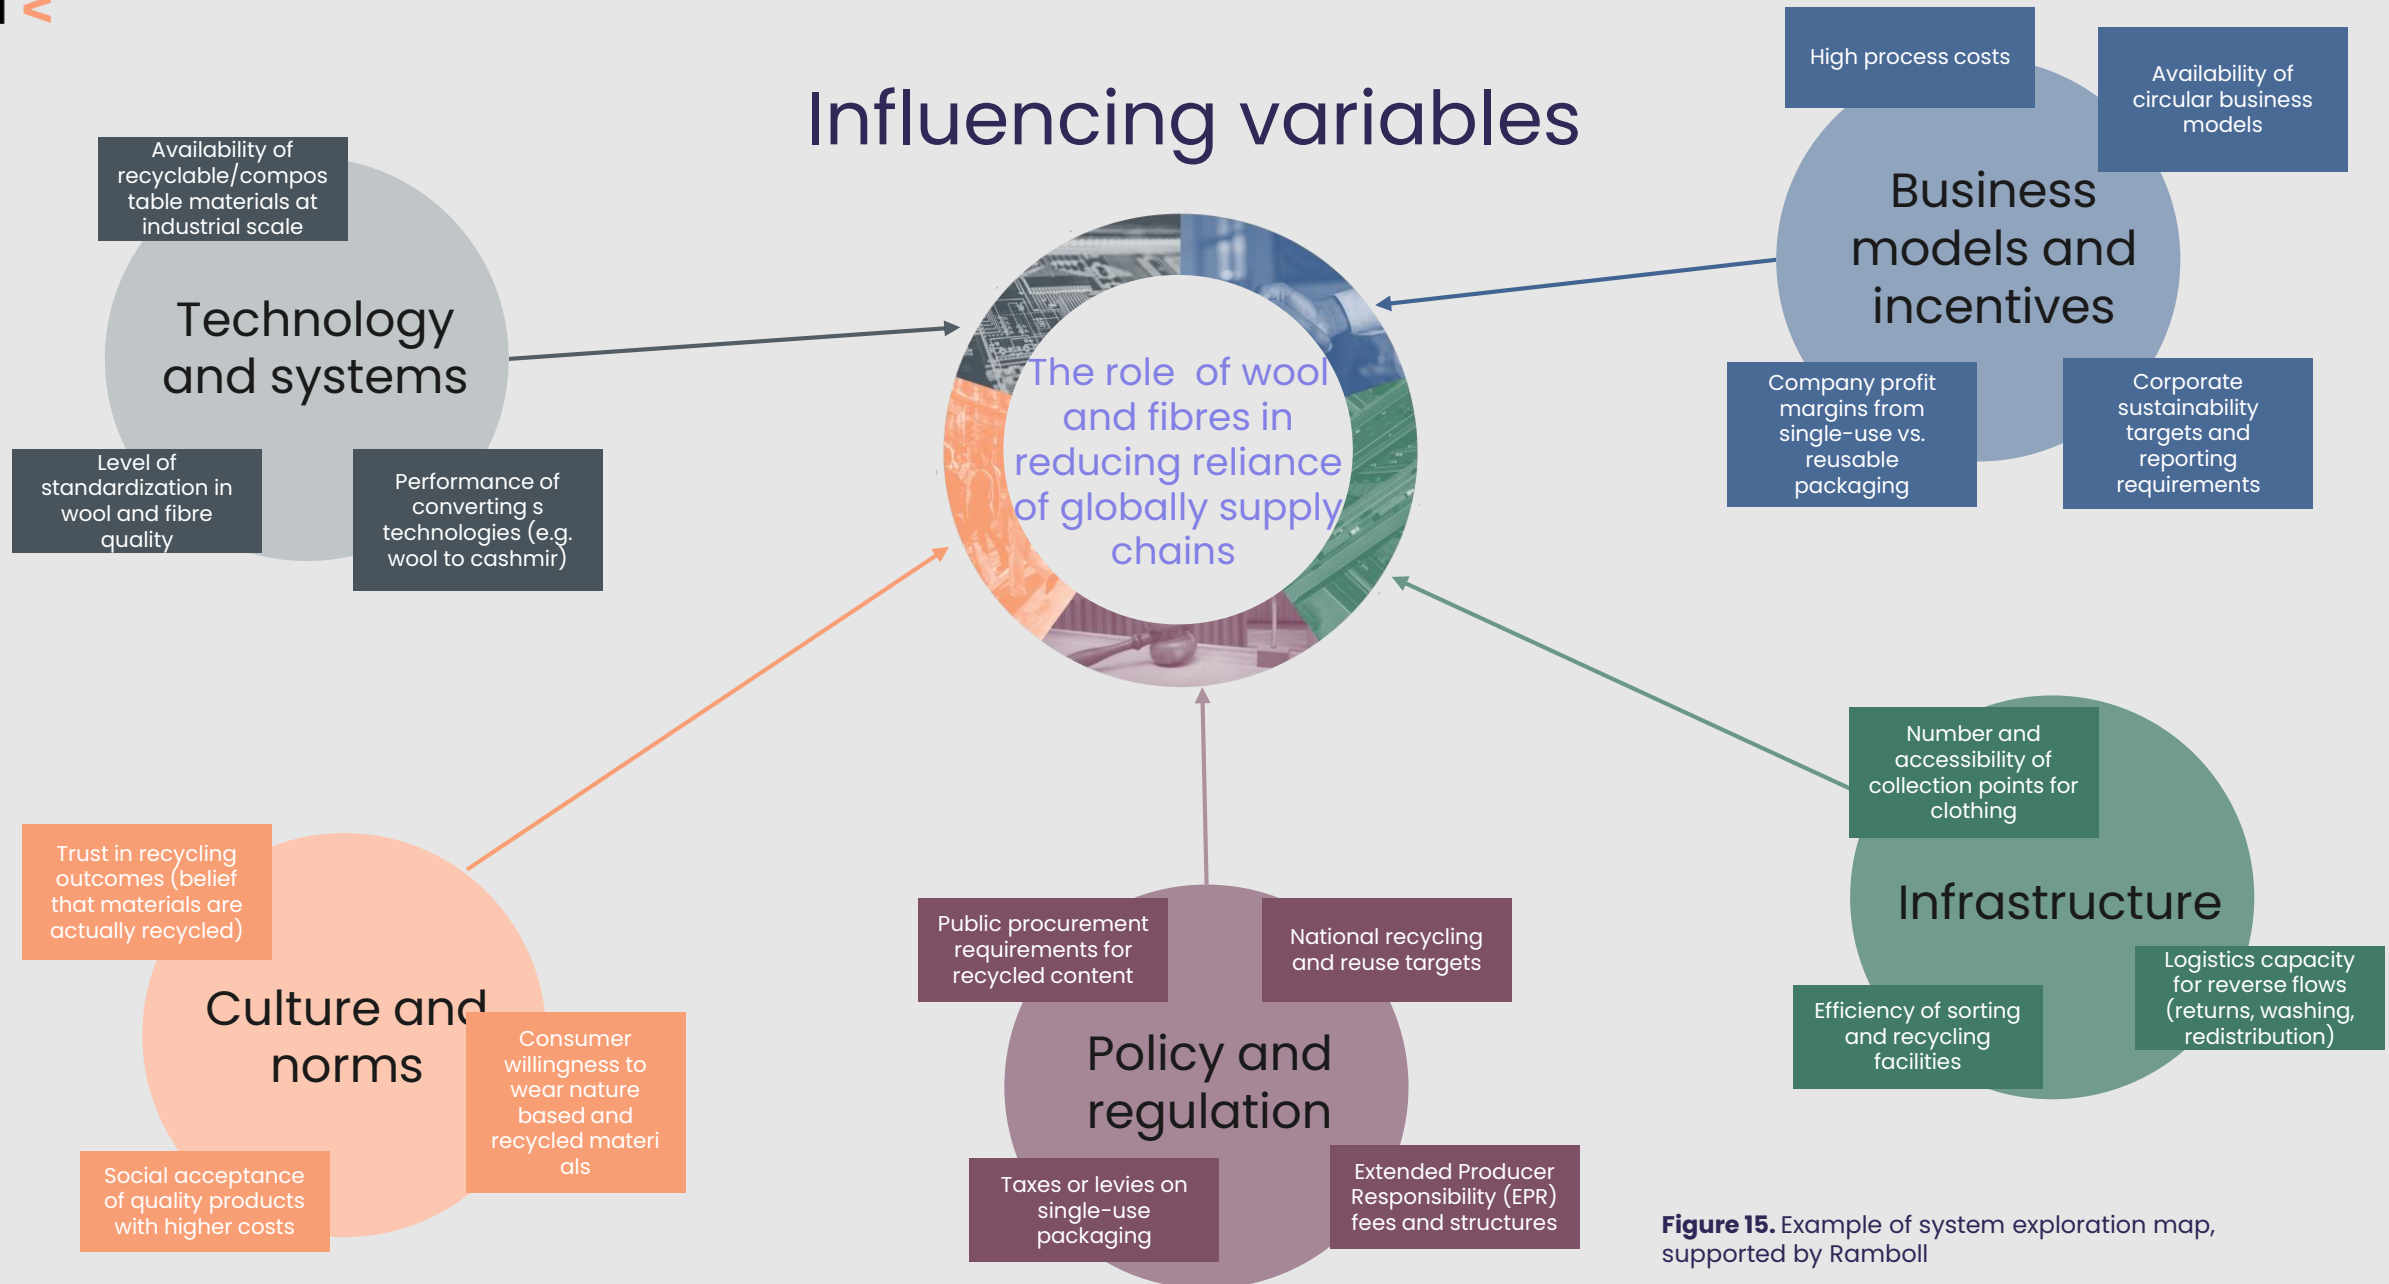 Influencing variables
Availability of
recyclable/compos
table materials at
industrial scale
Technology
and systems
Level of
standardization in
wool and fibre
quality
Performance of
converting s
technologies (e.g.
wool to cashmir)
The role  of wool
and fibres in
reducing reliance
of globally supply
chains
High process costs
Availability of
circular business
models
Business
models and
incentives
Company profit
margins from
single-use vs.
reusable
packaging
Corporate
sustainability
targets and
reporting
requirements
Trust in recycling
outcomes (belief
that materials are
actually recycled)
Culture and
norms
Consumer
willingness to
wear nature
based and
recycled materi
als
Social acceptance
of quality products
with higher costs
Public procurement
requirements for
recycled content
National recycling
and reuse targets
Policy and
regulation
Taxes or levies on
single-use
packaging
Extended Producer
Responsibility (EPR)
fees and structures
Number and
accessibility of
collection points for
clothing
Infrastructure
Efficiency of sorting
and recycling
facilities
Logistics capacity
for reverse flows
(returns, washing,
redistribution)
Figure 15. Example of system exploration map,
supported by Ramboll